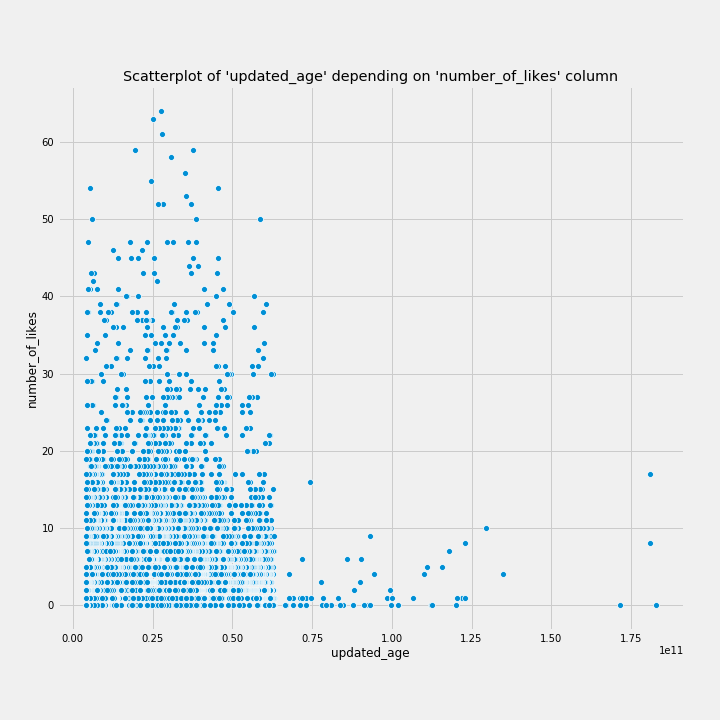 Scatterplot of 'updated_age' depending on 'number_of_likes' column
number_of_likes
60
50
40
30
20
10
0
0.00 0.25 0.50 0.75 1.00 1.25 1.50 1.75
1e11
updated_age